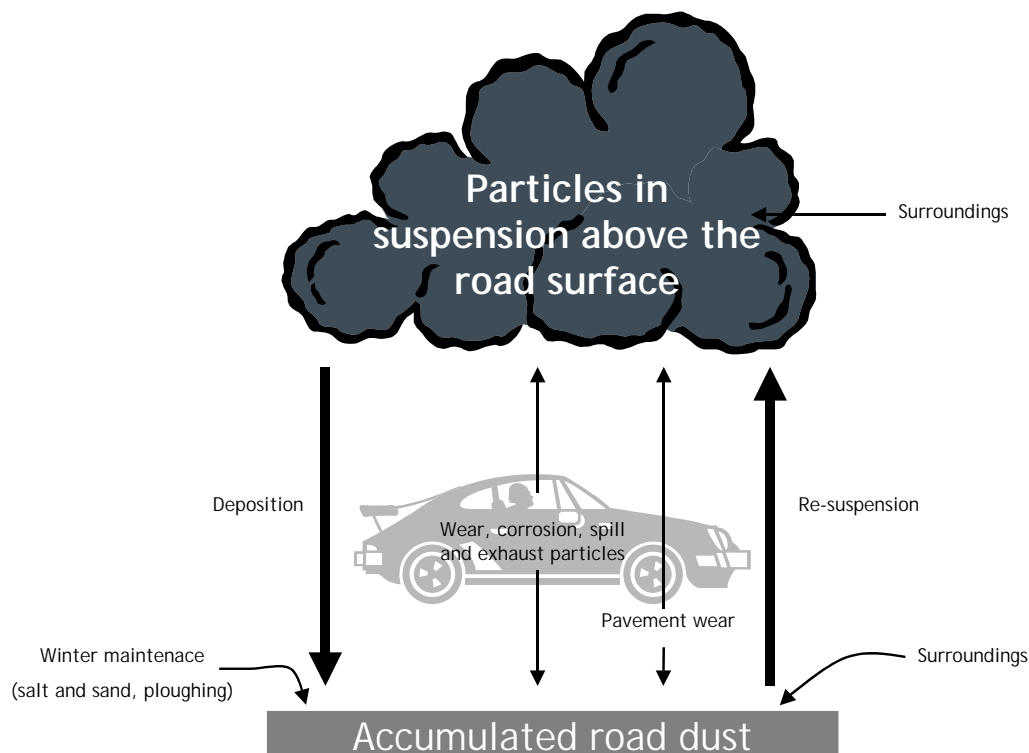 Particles in
suspension above the
road surface
Surroundings
Deposition
Wear, corrosion, spill
and exhaust particles
Re-suspension
Pavement wear
Winter maintenace
(salt and sand, ploughing)
Surroundings
Accumulated road dust